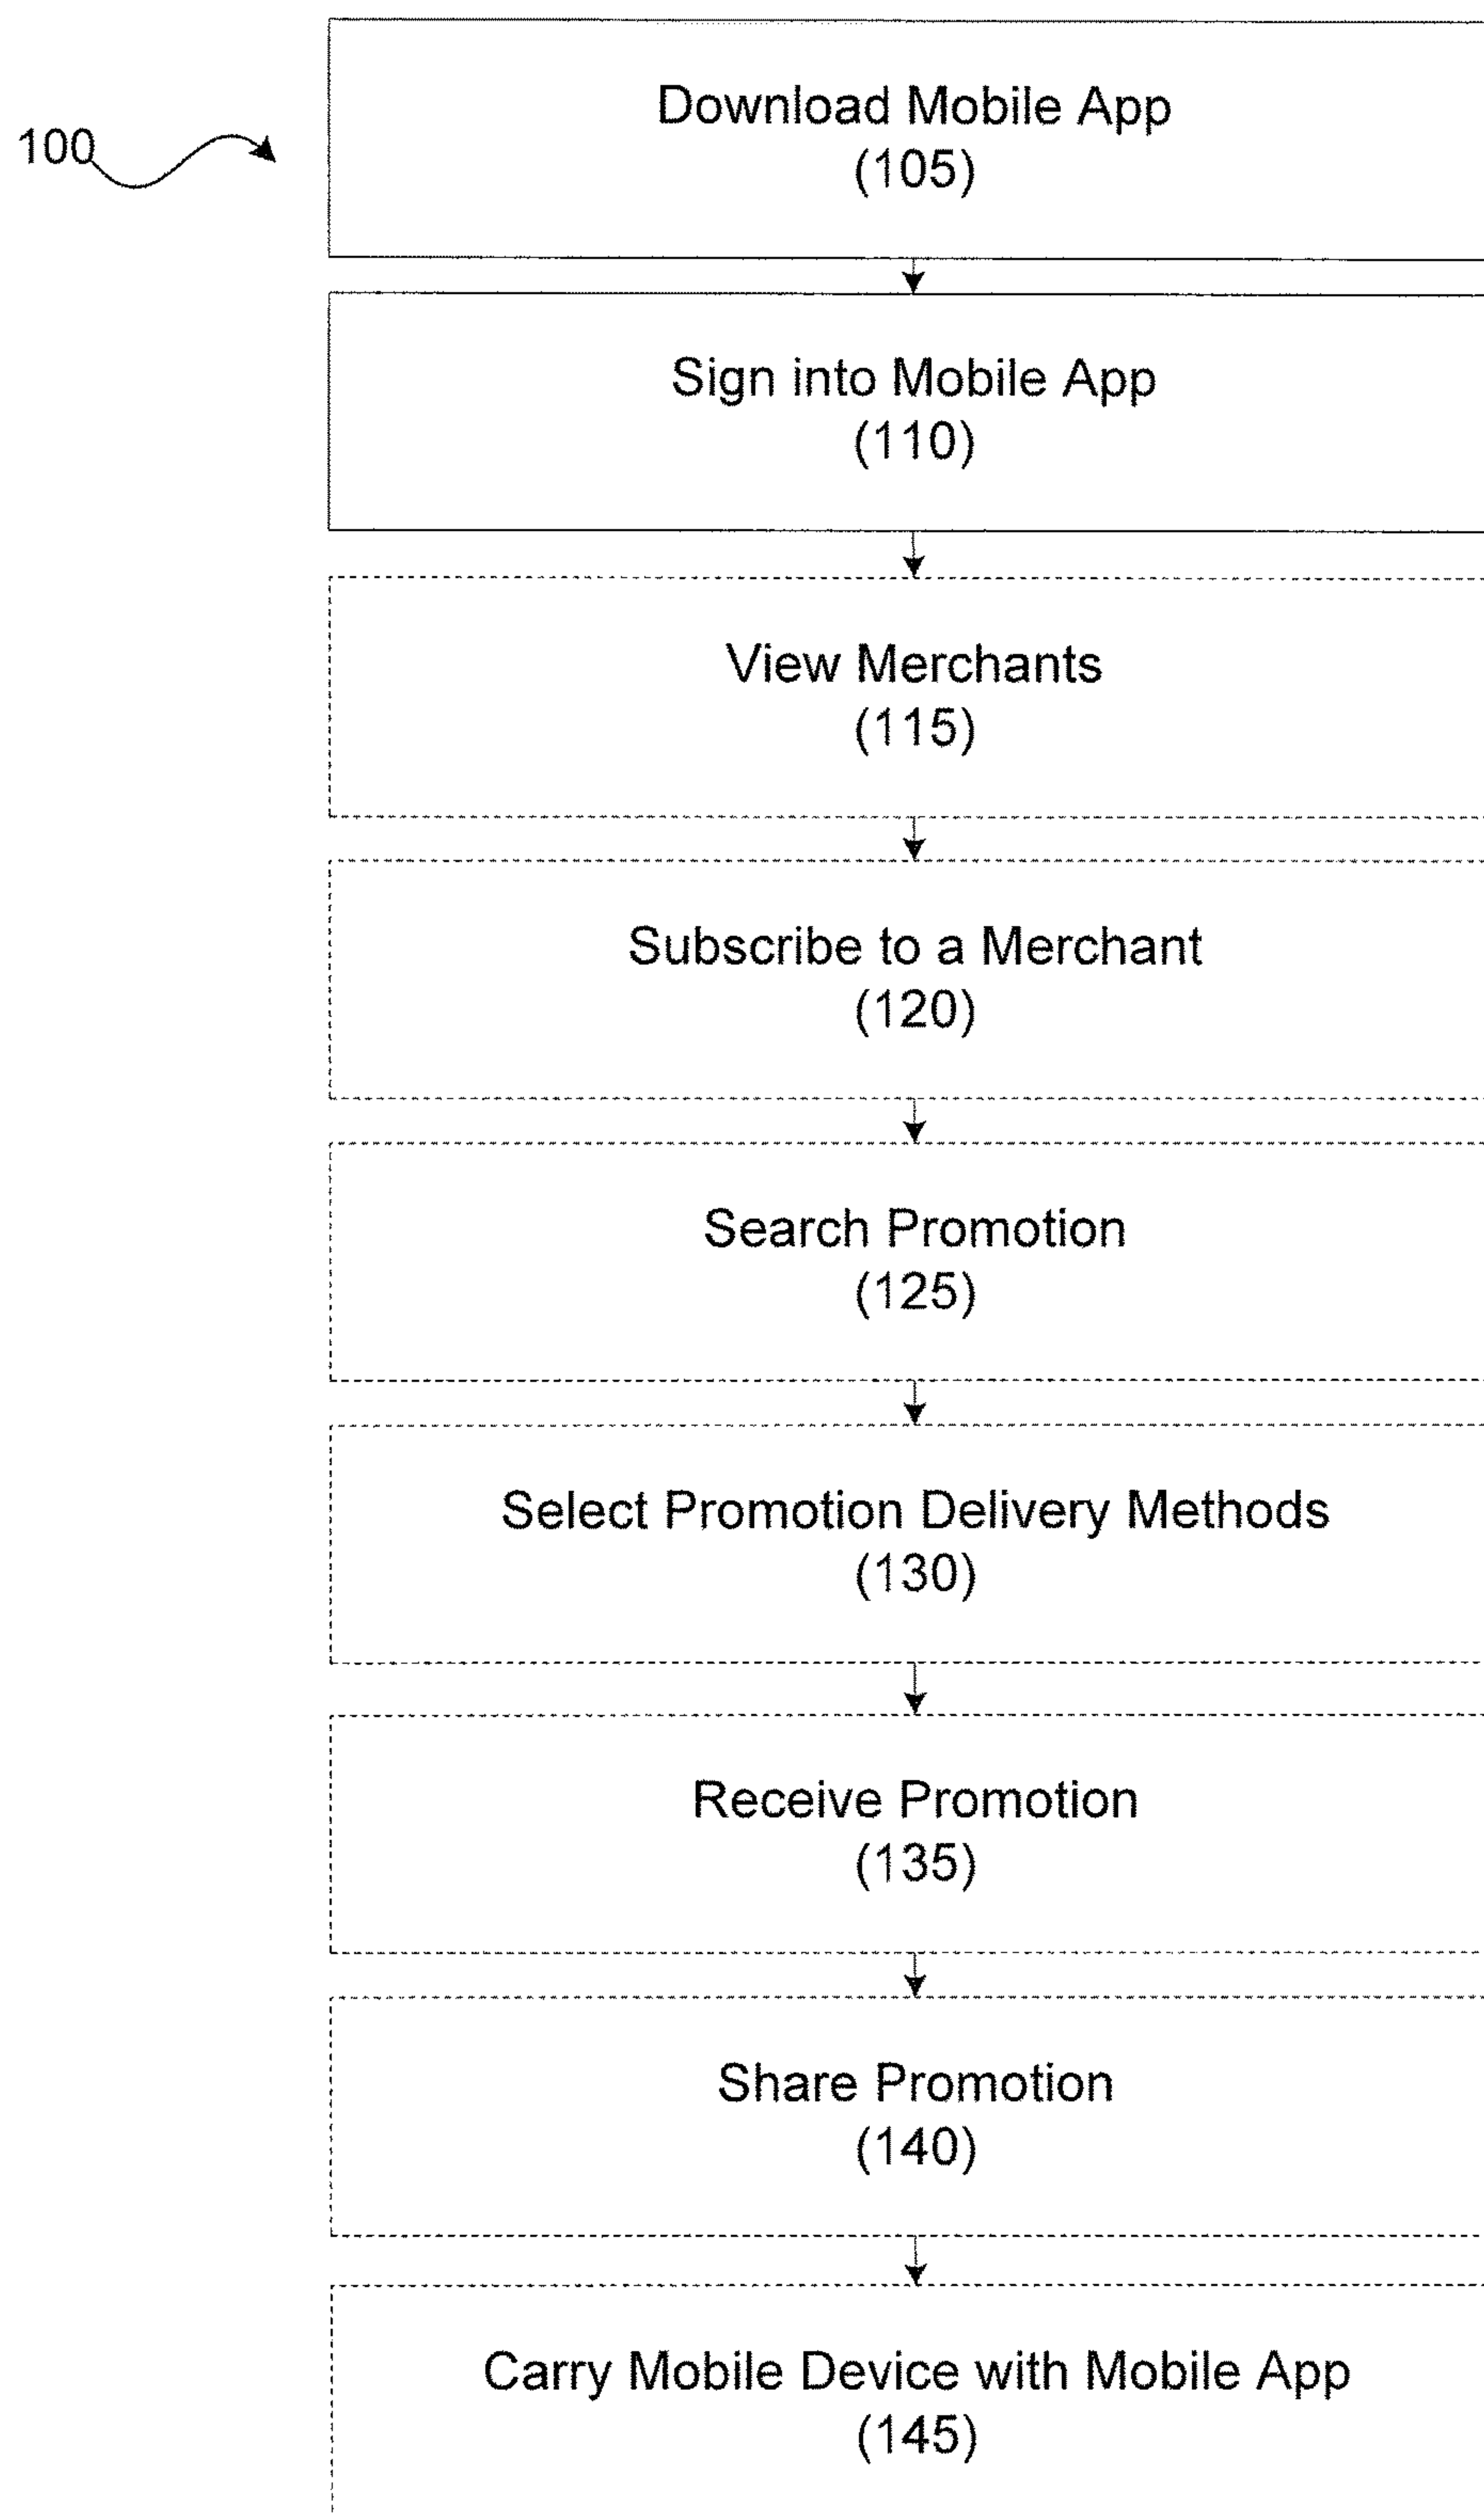 100
Download Mobile App
(105)
Sign into Mobile App
(110)
View Merchants
(115)
Subscribe to a Merchant
(120)
Search Promotion
(125)
Select Promotion Delivery Methods
(130)
Receive Promotion
(135)
Share Promotion
(140)
Carry Mobile Device with Mobile App
(145)